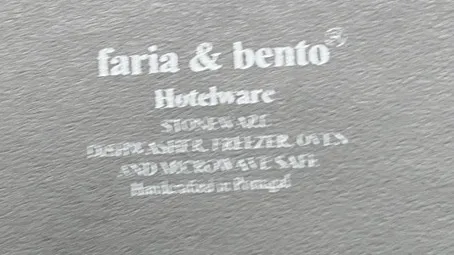 faria & bento®
Hotelware
STONEWARE
DISHWASHER, FREEZER, OVEN
AND MICROWAVE SAFE
Handcrafted in Portugal